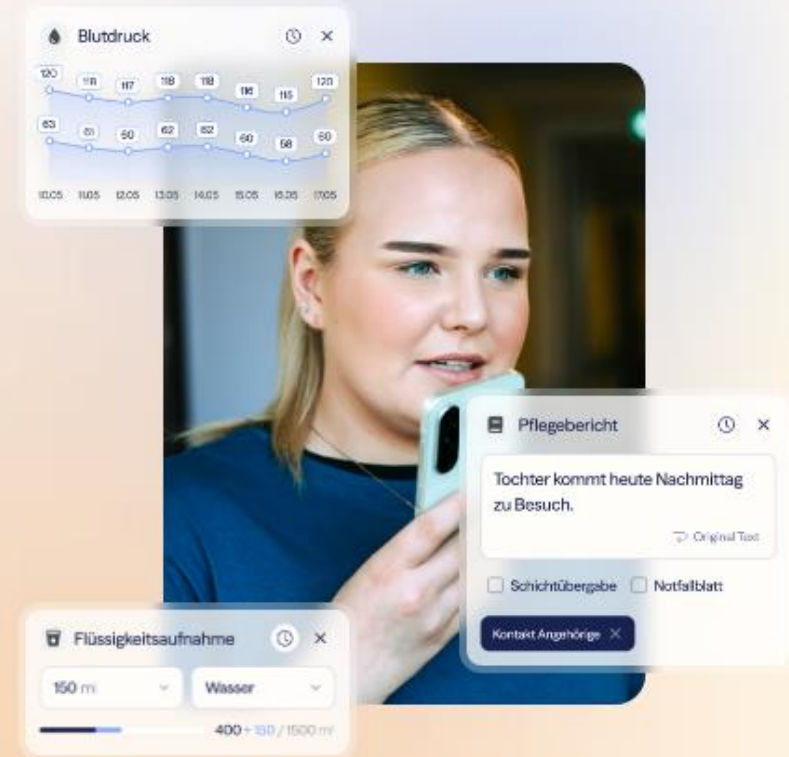 Blutdruck
120 118 117 118 118 116 115 120
63 61 60 62 62 60 58 60
10.05 11.05 12.05 13.05 14.05 15.05 16.05 17.05
Pflegebericht
Tochter kommt heute Nachmittag
zu Besuch.
Original Text
Schichtübergabe Notfallblatt
Kontakt Angehörige
Flüssigkeitsaufnahme
150 ml Wasser
400 + 150 / 1500 ml